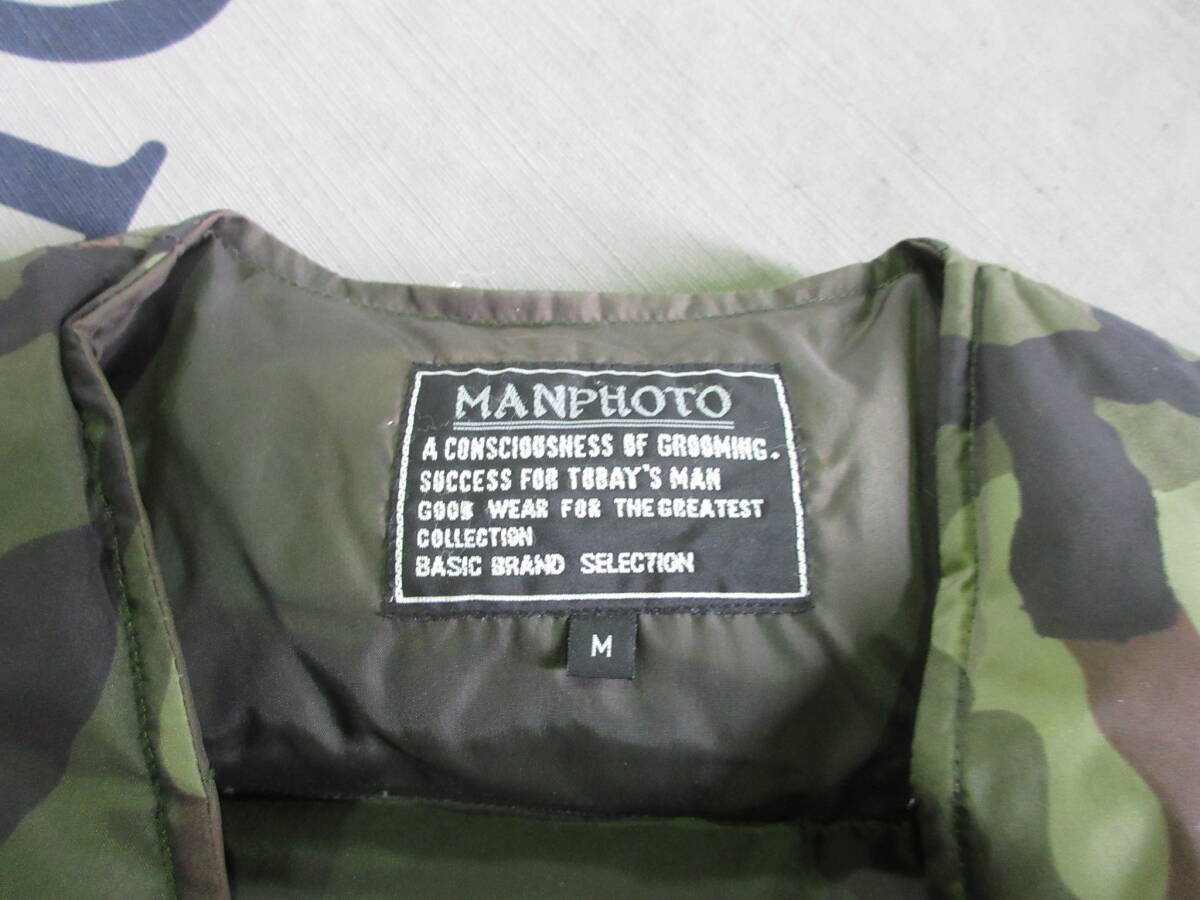 MANPHOTO
A CONSCIOUSNESS OF GROOMING.
SUCCESS FOR TODAY'S MAN
GOOD WEAR FOR THE GREATEST
COLLECTION
BASIC BRAND SELECTION
M